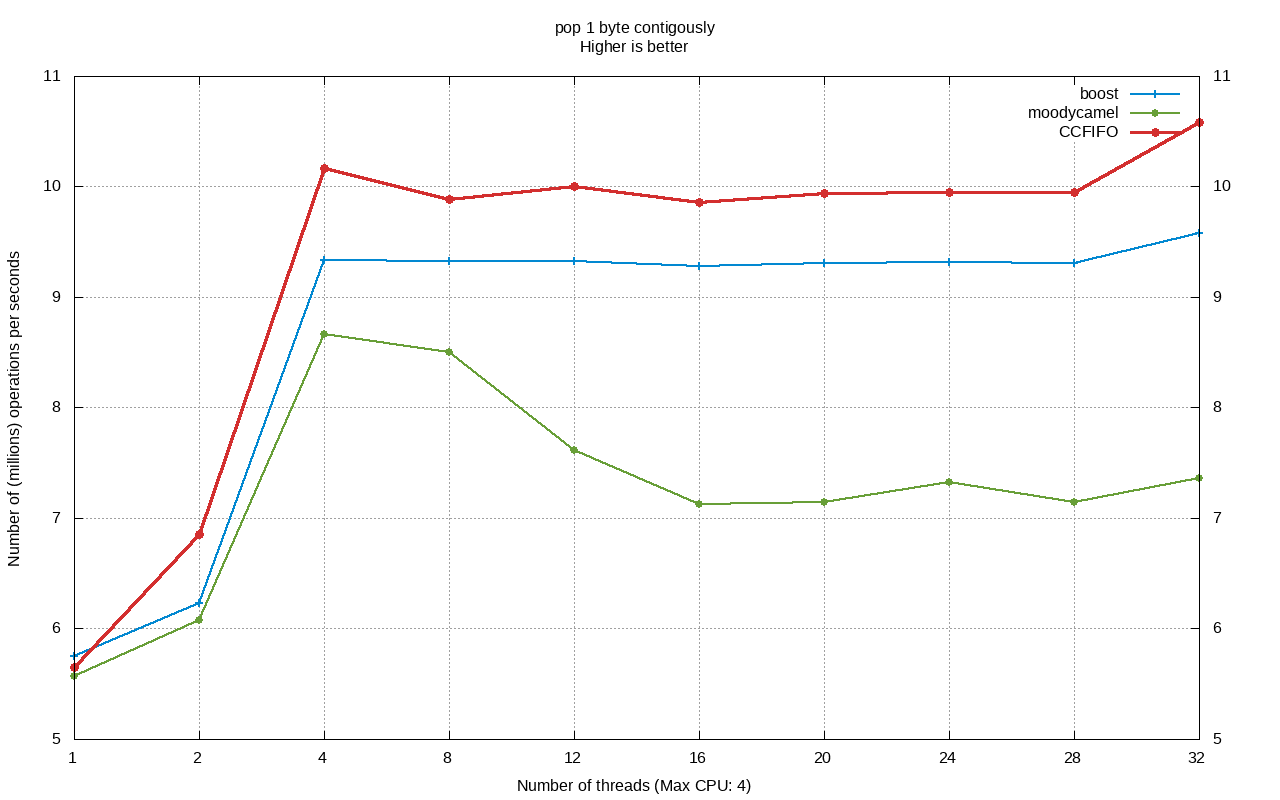 pop 1 byte contigously
Higher is better
11
10
9
8
7
6
5
11
10
9
8
7
6
5
boost
moodycamel
CCFIFO
Number of (millions) operations per seconds
1 2 4 8 12 16 20 24 28 32
Number of threads (Max CPU: 4)